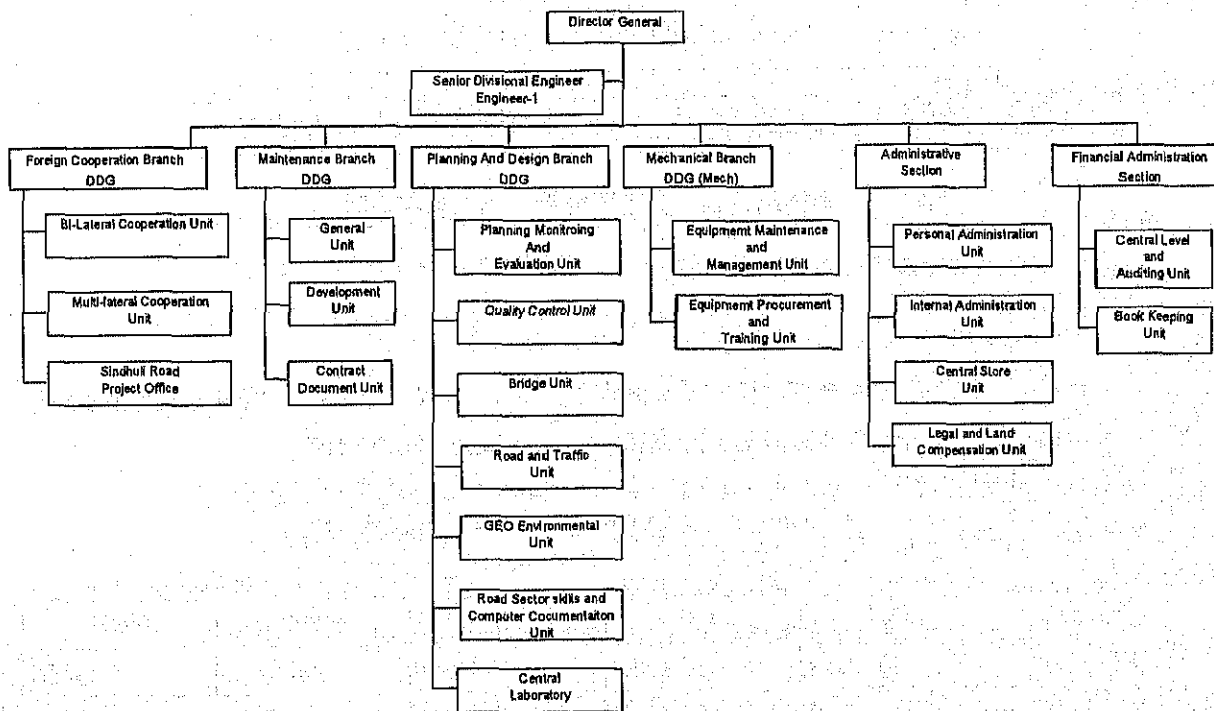 Director General
Senior Divisional Engineer
Engineer-1
Foreign Cooperation Branch
DDG
Maintenance Branch
DDG
Planning And Design Branch
DDG
Mechanical Branch
DDG (Mech)
Administrative
Section
Financial Administration
Section
Bi-Lateral Cooperation Unit
Multi-lateral Cooperation
Unit
Sindhuli Road
Project Office
General
Unit
Development
Unit
Contract
Document Unit
Planning Monitroing
And
Evaluation Unit
Quality Control Unit
Bridge Unit
Road and Traffic
Unit
GEO Environmental
Unit
Road Sector skills and
Computer Cocumentaiton
Unit
Central
Laboratory
Equipmemt Maintenance
and
Management Unit
Equipmemt Procurement
and
Training Unit
Personal Administration
Unit
Internal Administration
Unit
Central Store
Unit
Legal and Land-
Compensation Unit
Central Level
and
Auditing Unit
Book Keeping
Unit